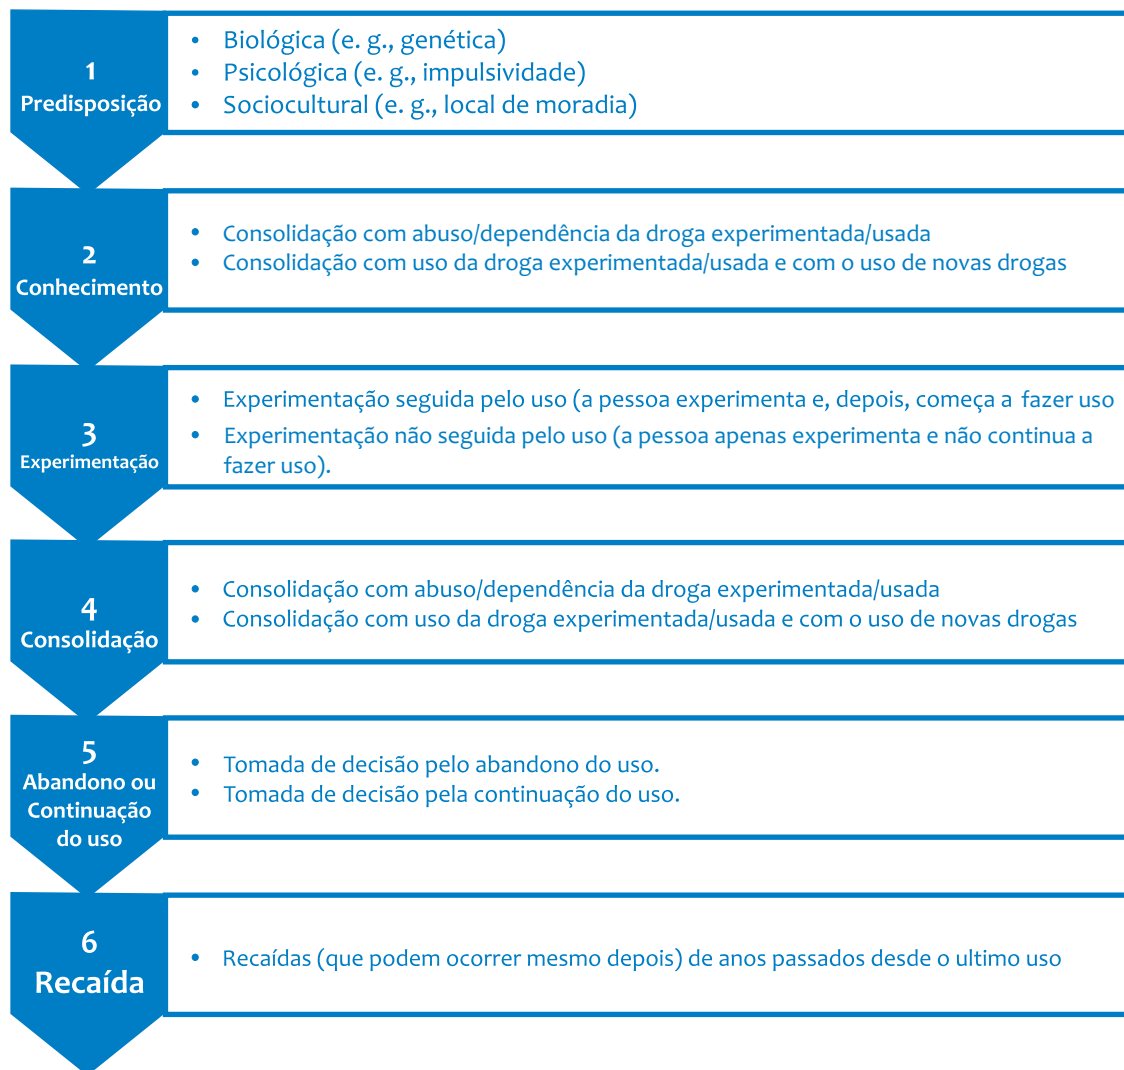 1
Predisposição
• Biológica (e. g., genética)
• Psicológica (e. g., impulsividade)
• Sociocultural (e. g., local de moradia)
2
Conhecimento
• Consolidação com abuso/dependência da droga experimentada/usada
• Consolidação com uso da droga experimentada/usada e com o uso de novas drogas
3
Experimentação
• Experimentação seguida pelo uso (a pessoa experimenta e, depois, começa a fazer uso
• Experimentação não seguida pelo uso (a pessoa apenas experimenta e não continua a
fazer uso).
4
Consolidação
• Consolidação com abuso/dependência da droga experimentada/usada
• Consolidação com uso da droga experimentada/usada e com o uso de novas drogas
5
Abandono ou
Continuação
do uso
• Tomada de decisão pelo abandono do uso.
• Tomada de decisão pela continuação do uso.
6
Recaída
• Recaídas (que podem ocorrer mesmo depois) de anos passados desde o ultimo uso